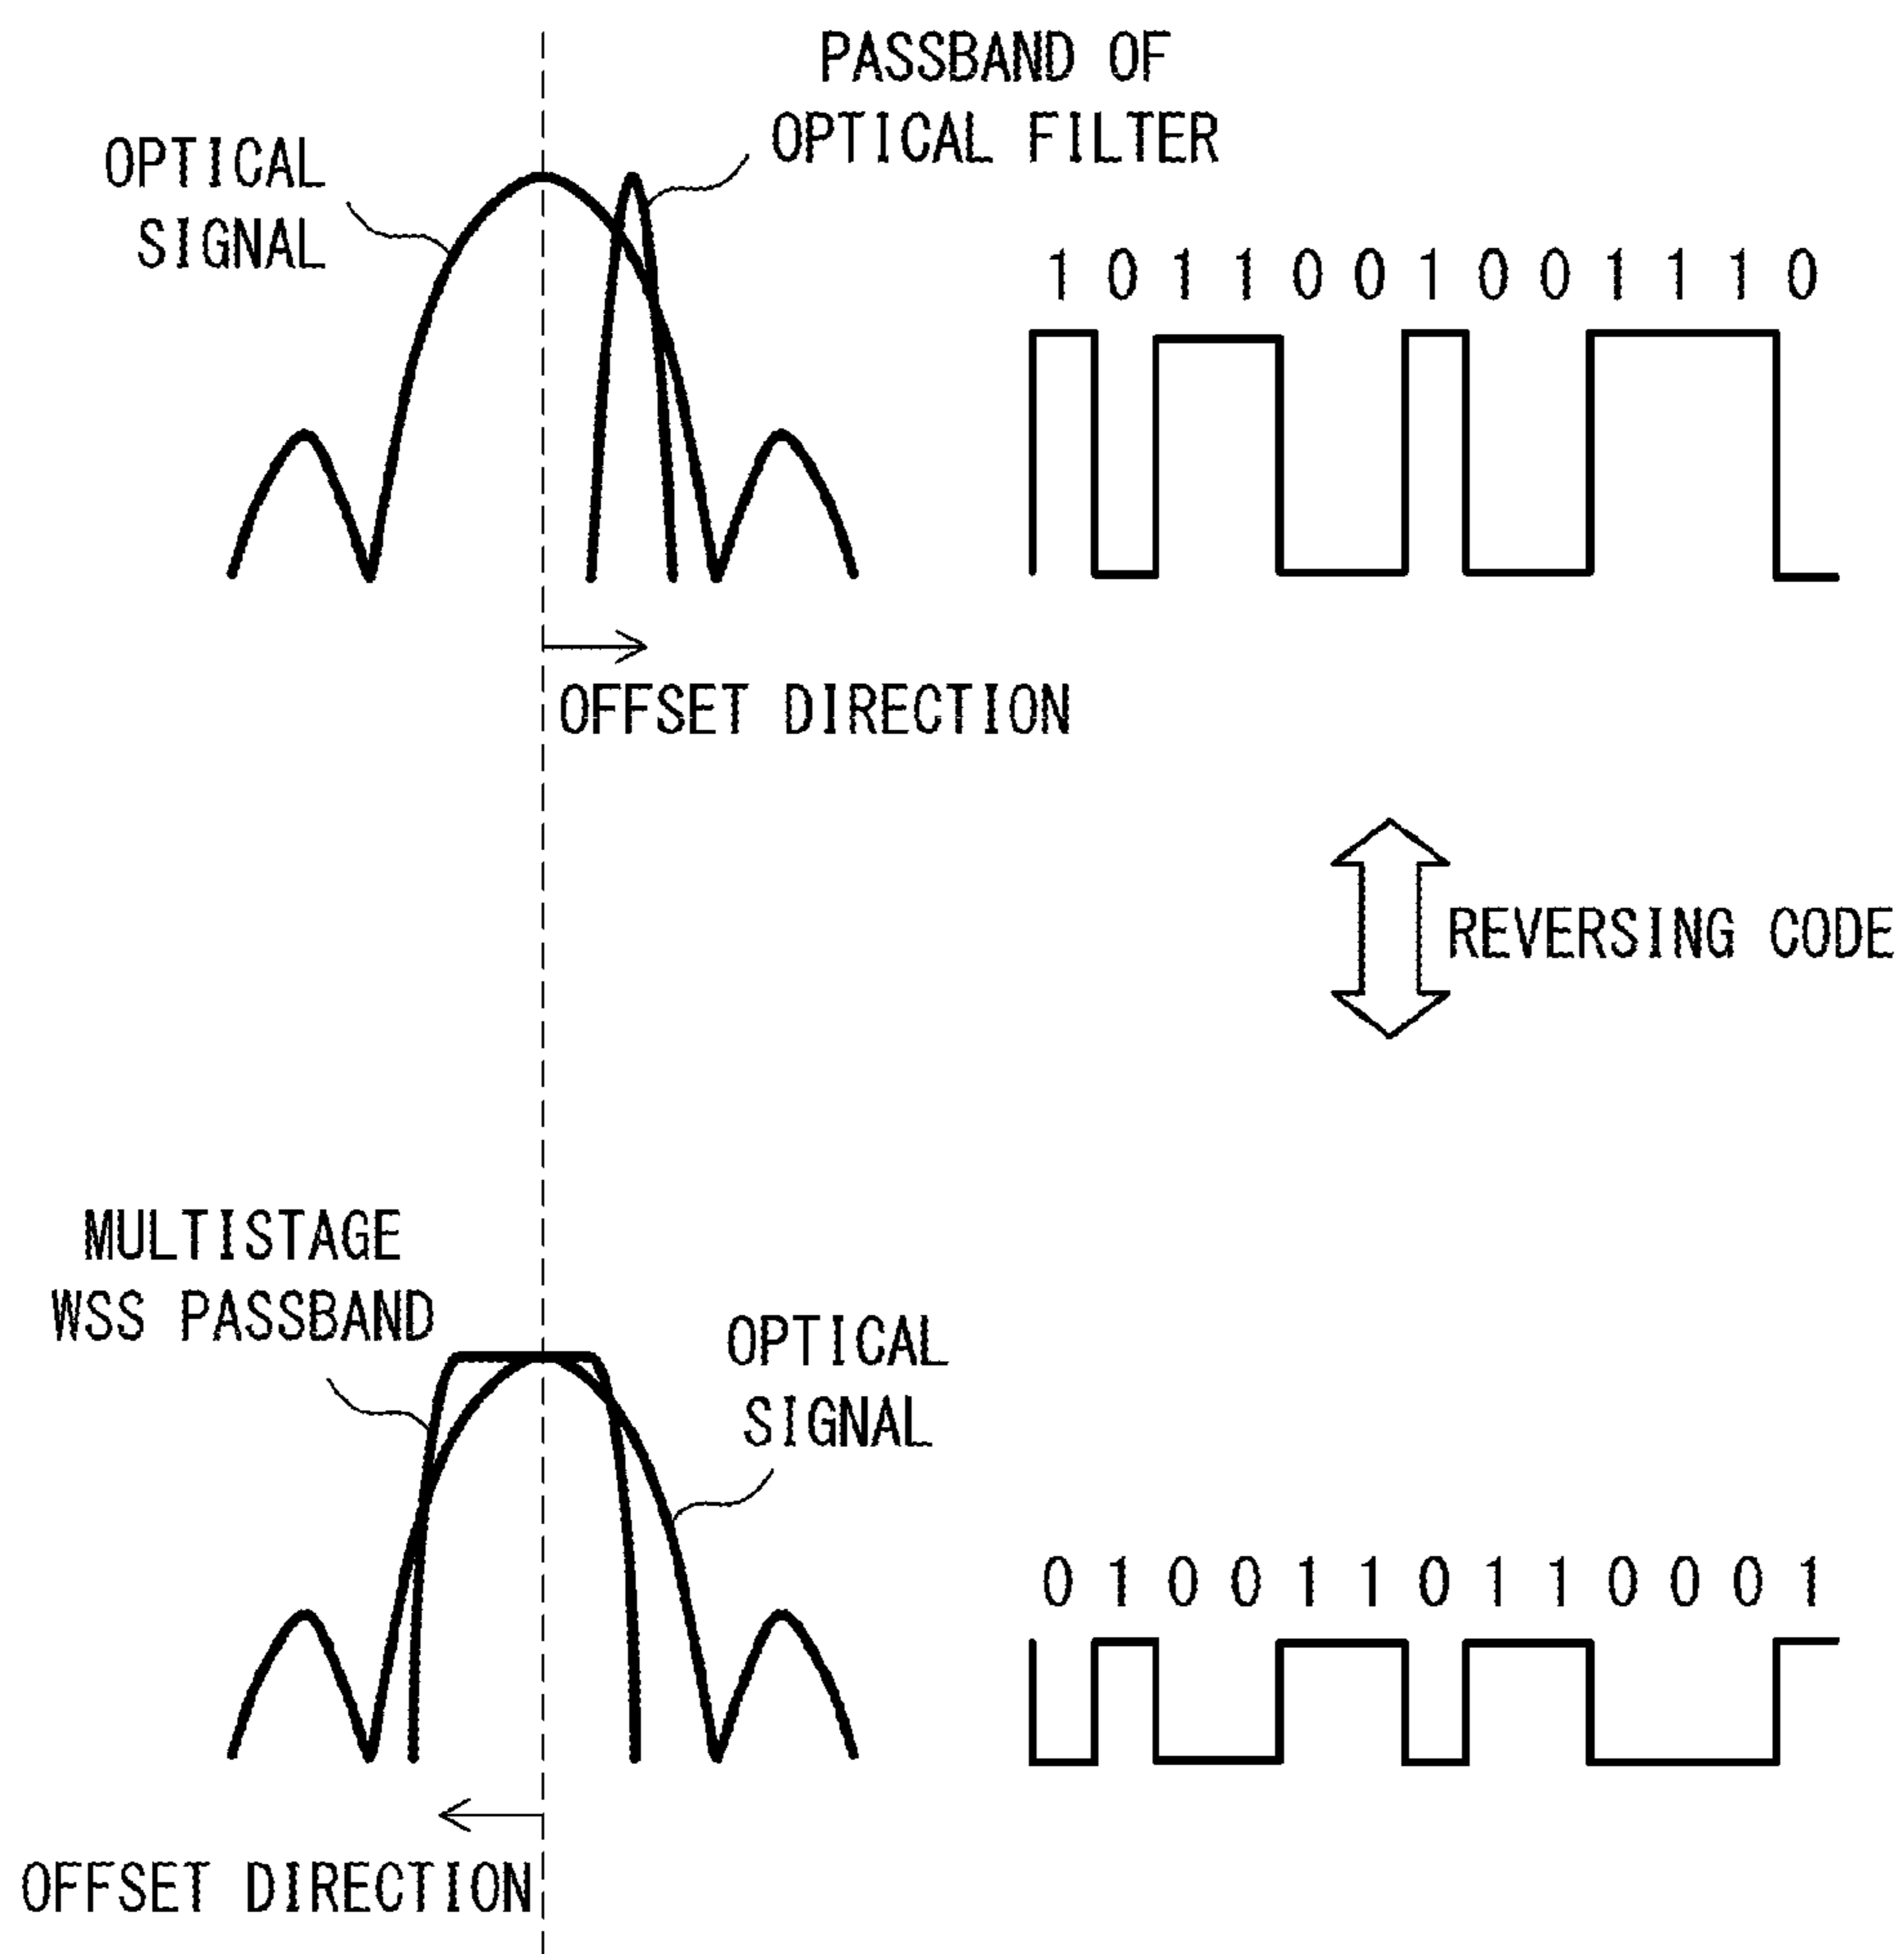 PASSBAND OF
OPTICAL FILTER
OPTICAL
SIGNAL
1 0 1 1 0 0 1 0 0 1 1 1 0
OFFSET DIRECTION
REVERSING CODE
MULTISTAGE
WSS PASSBAND
OPTICAL
SIGNAL
0 1 0 0 1 1 0 1 1 0 0 0 1
OFFSET DIRECTION